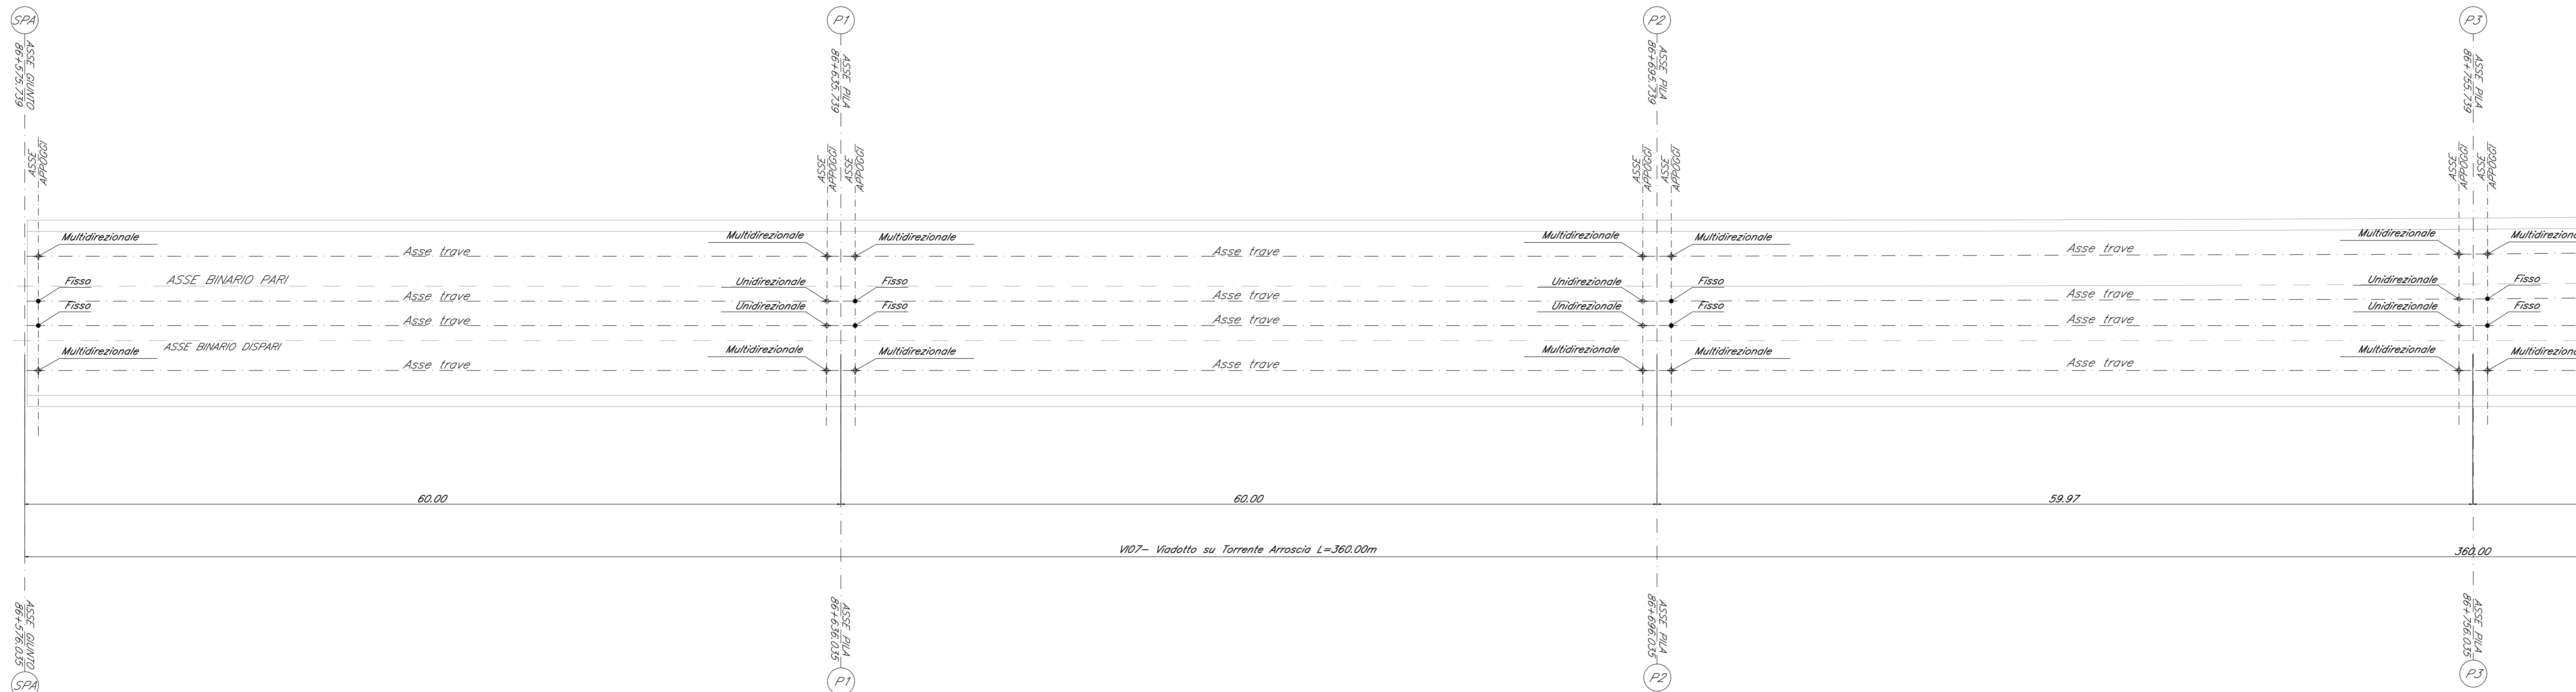 SPA
P1
P2
P3
ASSE GIUNTO
86+575.739
ASSE PILA
86+635.739
ASSE PILA
86+695.739
ASSE PILA
86+755.739
ASSE
APPOGGI
ASSE
APPOGGI
ASSE
APPOGGI
ASSE
APPOGGI
ASSE
APPOGGI
ASSE
APPOGGI
ASSE
APPOGGI
Multidirezionale
Asse trave
Multidirezionale
Multidirezionale
Asse trave
Multidirezionale
Multidirezionale
Asse trave
Multidirezionale
Multidireziona
Fisso
ASSE BINARIO PARI
Asse trave
Unidirezionale
Fisso
Asse trave
Unidirezionale
Fisso
Asse trave
Unidirezionale
Fisso
Fisso
Asse trave
Unidirezionale
Fisso
Asse trave
Unidirezionale
Fisso
Asse trave
Unidirezionale
Fisso
ASSE BINARIO DISPARI
Multidirezionale
Asse trave
Multidirezionale
Multidirezionale
Asse trave
Multidirezionale
Multidirezionale
Asse trave
Multidirezionale
Multidireziona
60.00
60.00
59.97
VI07- Viadotto su Torrente Arroscia L=360.00m
360.00
ASSE GIUNTO
86+576.035
ASSE PILA
86+636.035
ASSE PILA
86+696.035
ASSE PILA
86+756.035
SPA
P1
P2
P3